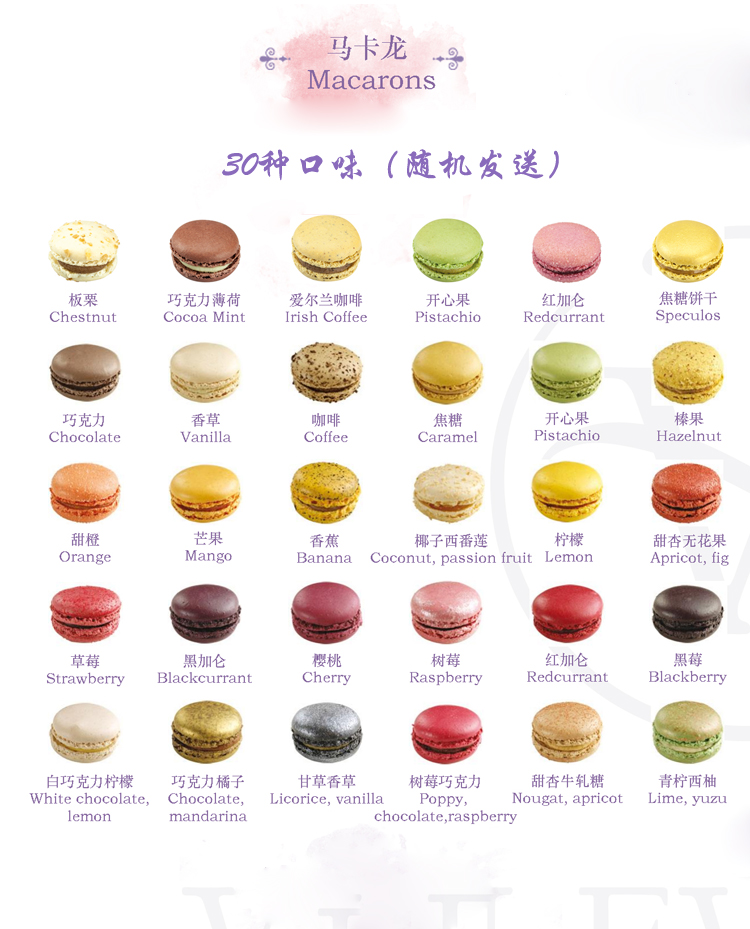 马卡龙
Macarons
30种口味（随机发送）
板栗 巧克力薄荷 爱尔兰咖啡 开心果 红加仑 焦糖饼干
Chestnut Cocoa Mint Irish Coffee Pistachio Redcurrant Speculos
巧克力 香草 咖啡 焦糖 开心果 榛果
Chocolate Vanilla Coffee Caramel Pistachio Hazelnut
甜橙 芒果 香蕉 椰子西番莲 柠檬 甜杏无花果
Orange Mango Banana Coconut, passion fruit Lemon Apricot, fig
草莓 黑加仑 樱桃 树莓 红加仑 黑莓
Strawberry Blackcurrant Cherry Raspberry Redcurrant Blackberry
白巧克力柠檬 巧克力橘子 甘草香草 树莓巧克力 甜杏牛轧糖 青柠西柚
White chocolate, Chocolate, Licorice, vanilla Poppy, Nougat, apricot Lime, yuzu
lemon mandarina chocolate,raspberry